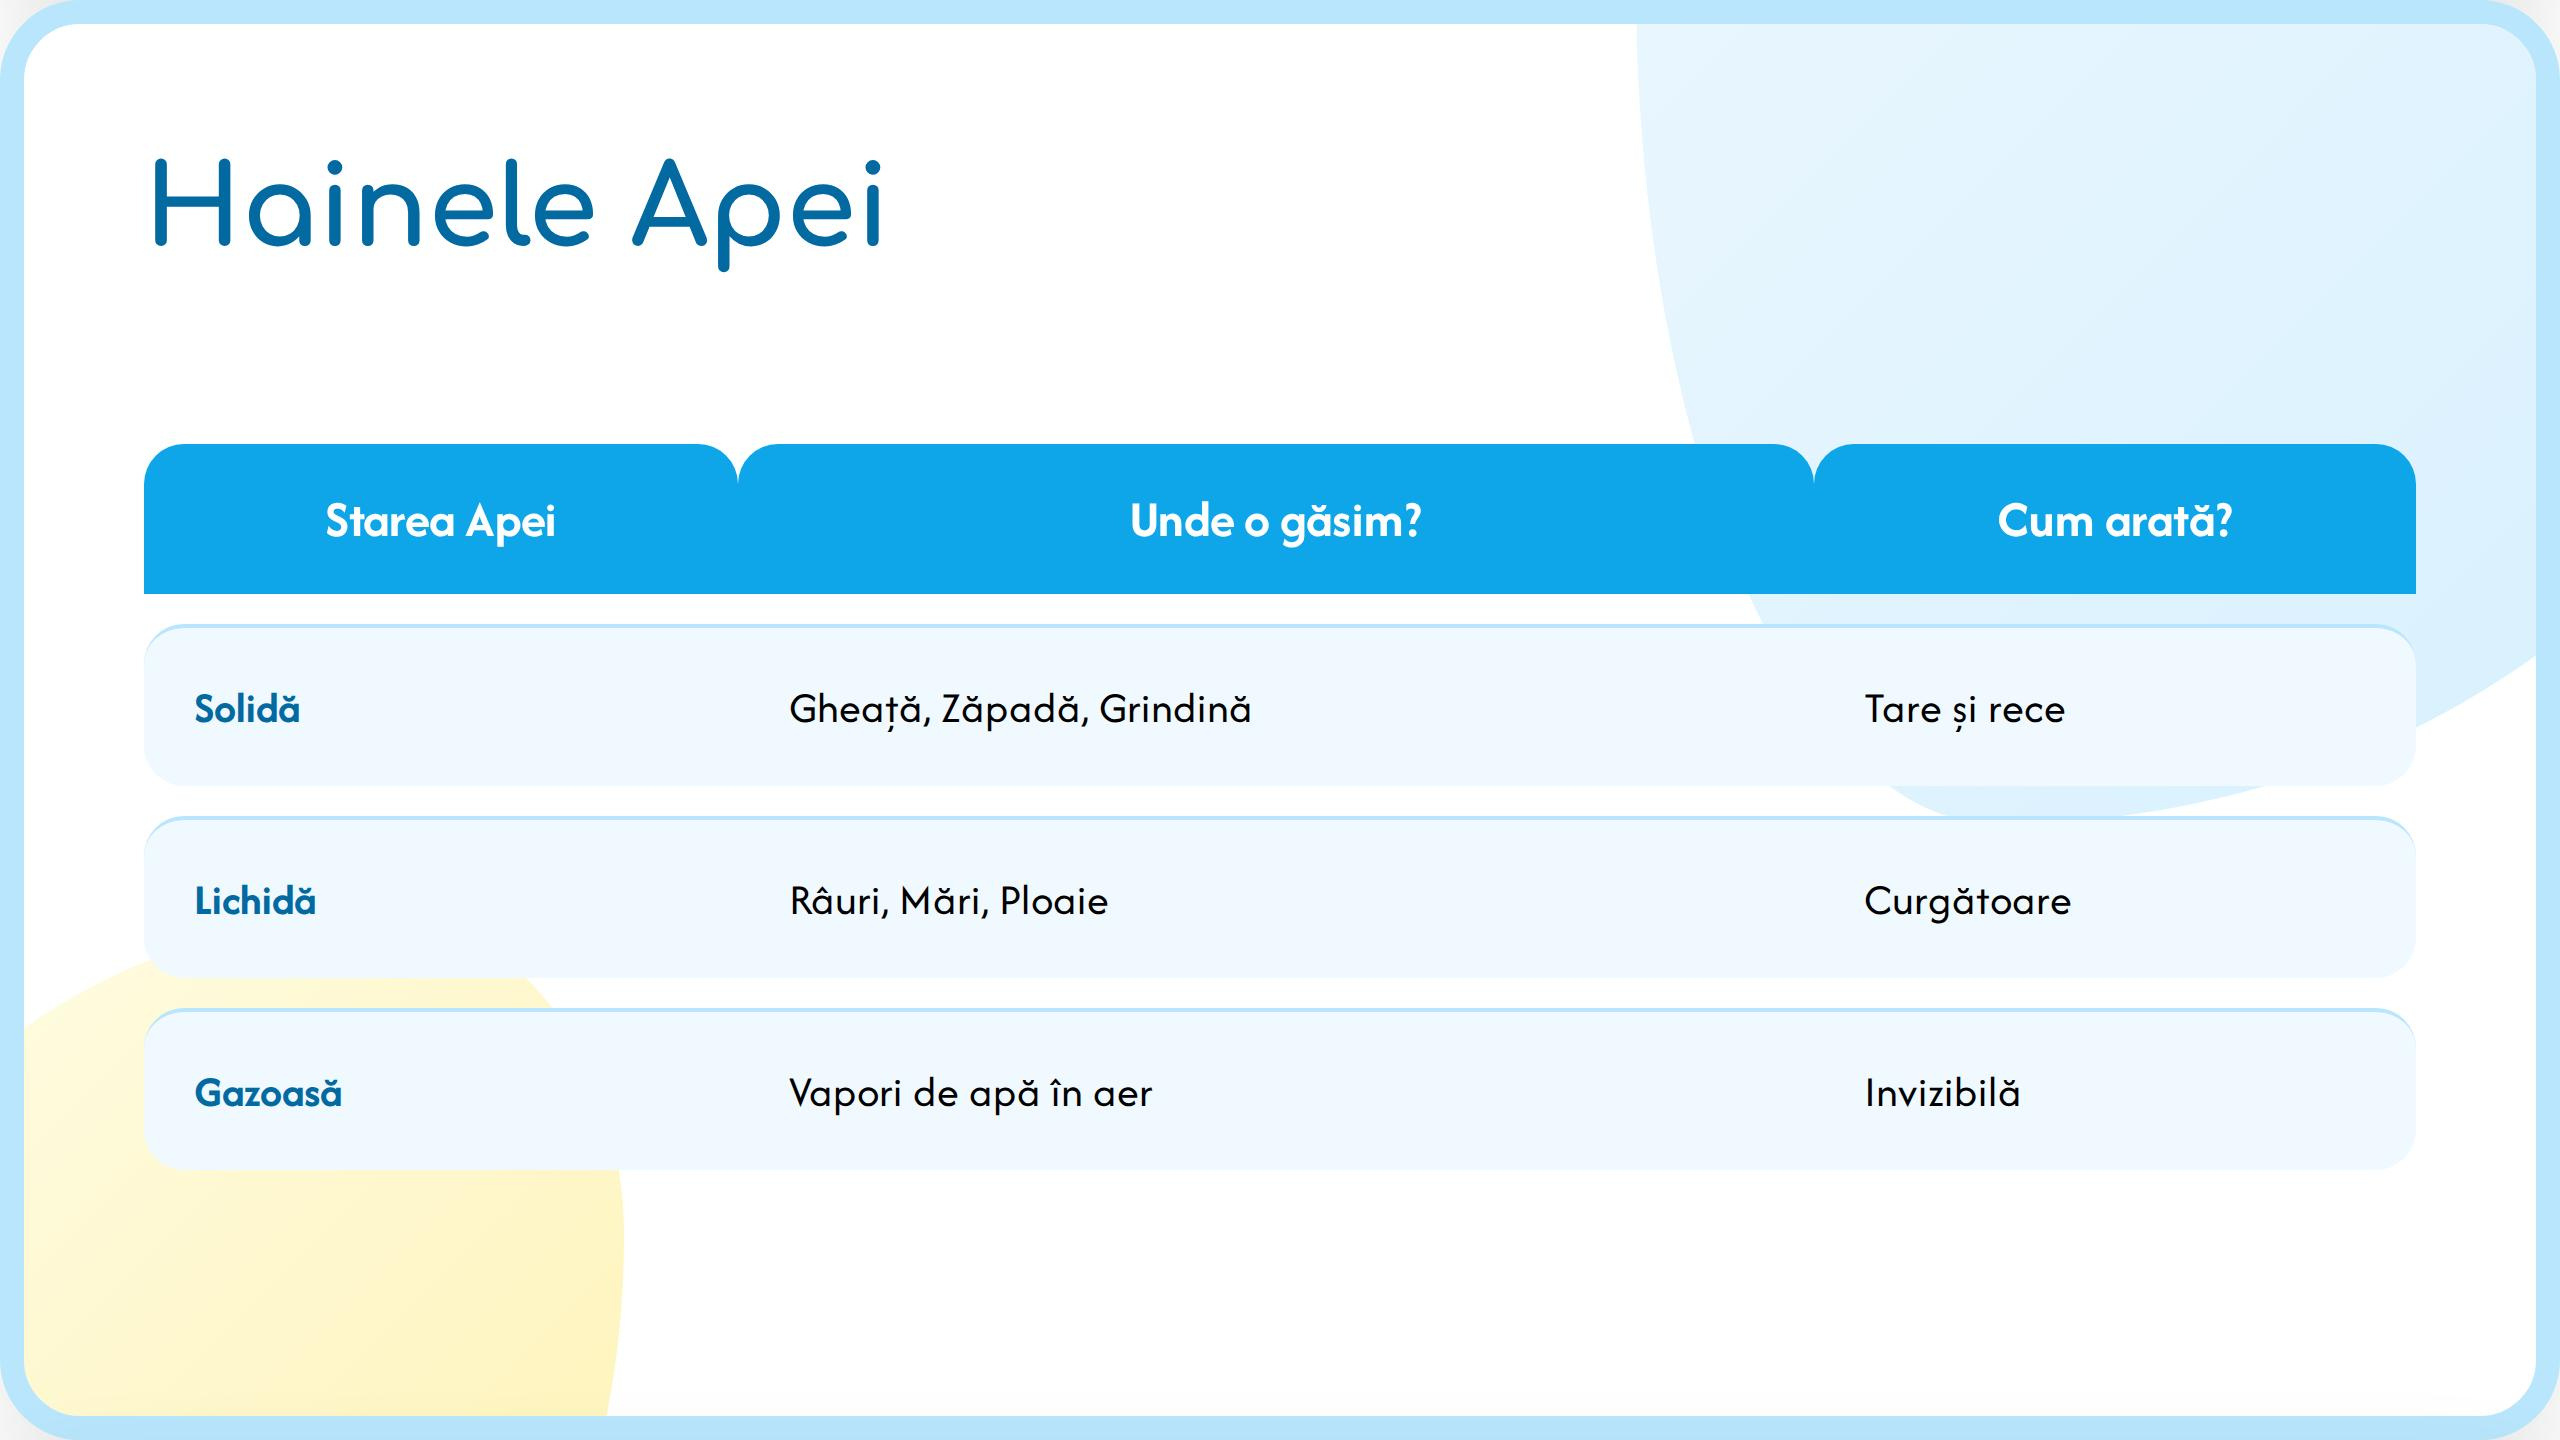 Hainele Apei
Starea Apei Unde o găsim? Cum arată?
Solidă Gheață, Zăpadă, Grindină Tare și rece
Lichidă Râuri, Mări, Ploaie Curgătoare
Gazoasă Vapori de apă în aer Invizibilă